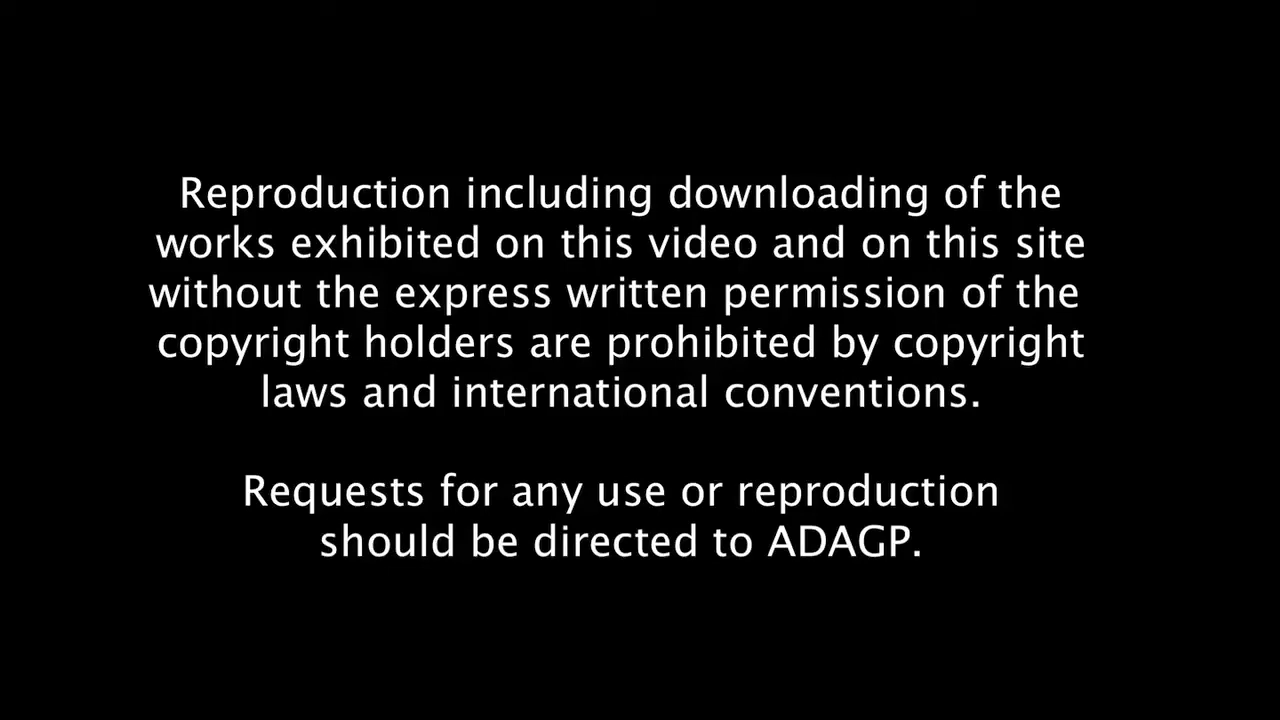 Reproduction including downloading of the
works exhibited on this video and on this site
without the express written permission of the
copyright holders are prohibited by copyright
laws and international conventions.
Requests for any use or reproduction
should be directed to ADAGP.